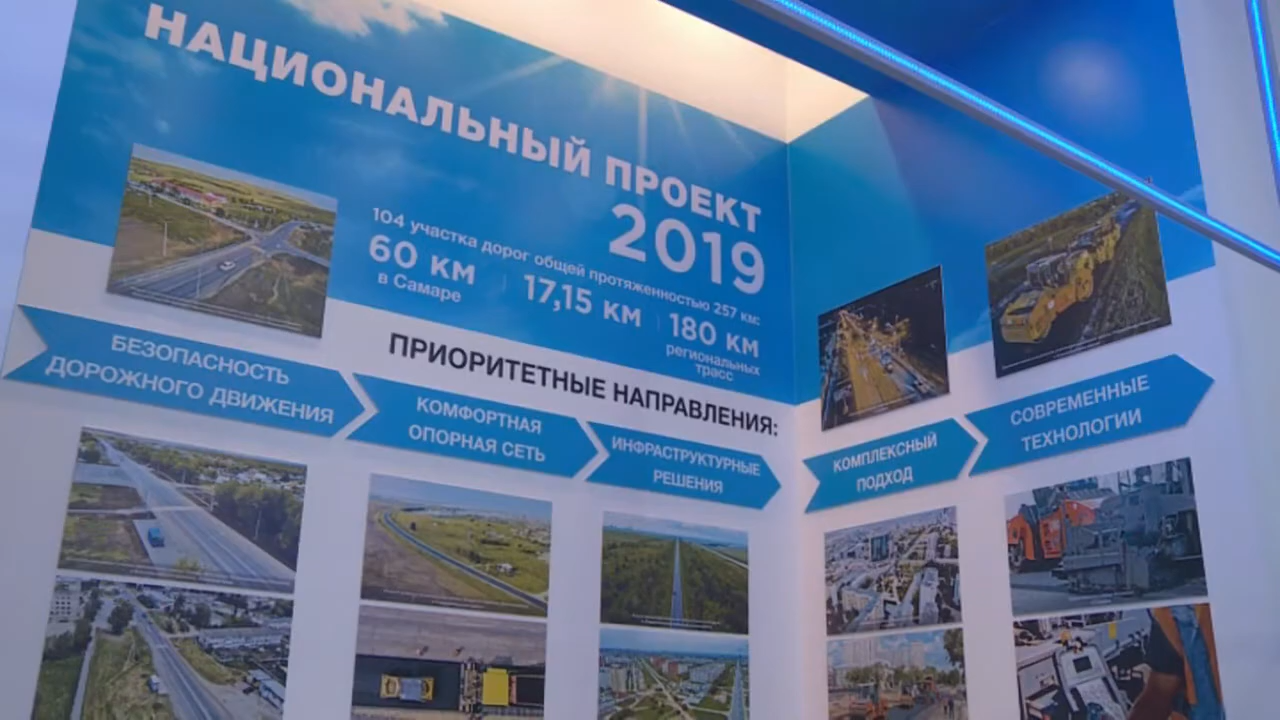 НАЦИОНАЛЬНЫЙ ПРОЕКТ
2019
104 участка дорог общей протяженностью 257 км:
60 км
в Самаре
17,15 км
180 км
региональных
трасс
ПРИОРИТЕТНЫЕ НАПРАВЛЕНИЯ:
БЕЗОПАСНОСТЬ
ДОРОЖНОГО ДВИЖЕНИЯ
КОМФОРТНАЯ
ОПОРНАЯ СЕТЬ
ИНФРАСТРУКТУРНЫЕ
РЕШЕНИЯ
КОМПЛЕКСНЫЙ
ПОДХОД
СОВРЕМЕННЫЕ
ТЕХНОЛОГИИ